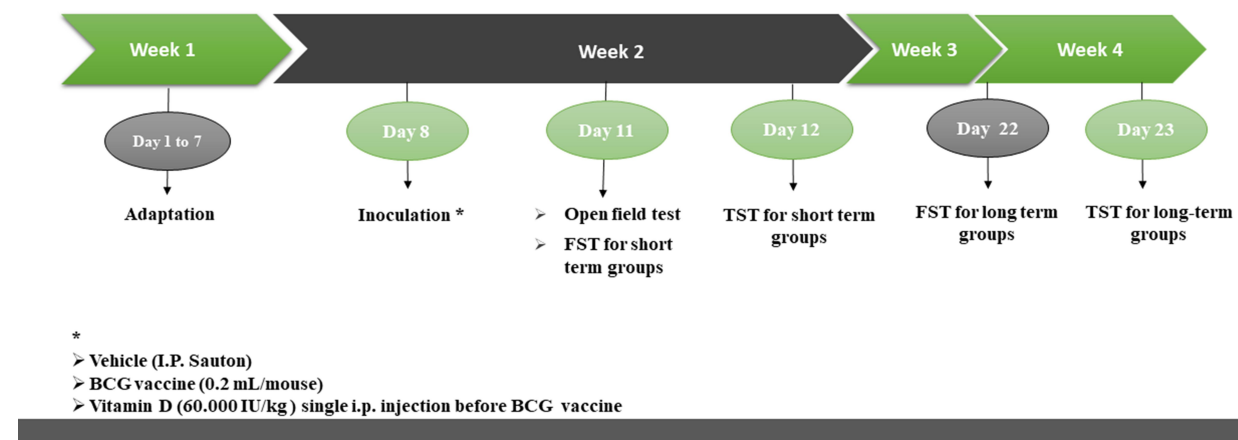 Week 1
Week 2
Week 3
Week 4
Day 1 to 7
Day 8
Day 11
Day 12
Day 22
Day 23
Adaptation
Inoculation *
➢ Open field test
➢ FST for short
term groups
TST for short term
groups
FST for long term
groups
TST for long-term
groups
*
➢ Vehicle (I.P. Sauton)
➢ BCG vaccine (0.2 mL/mouse)
➢ Vitamin D (60.000 IU/kg ) single i.p. injection before BCG vaccine